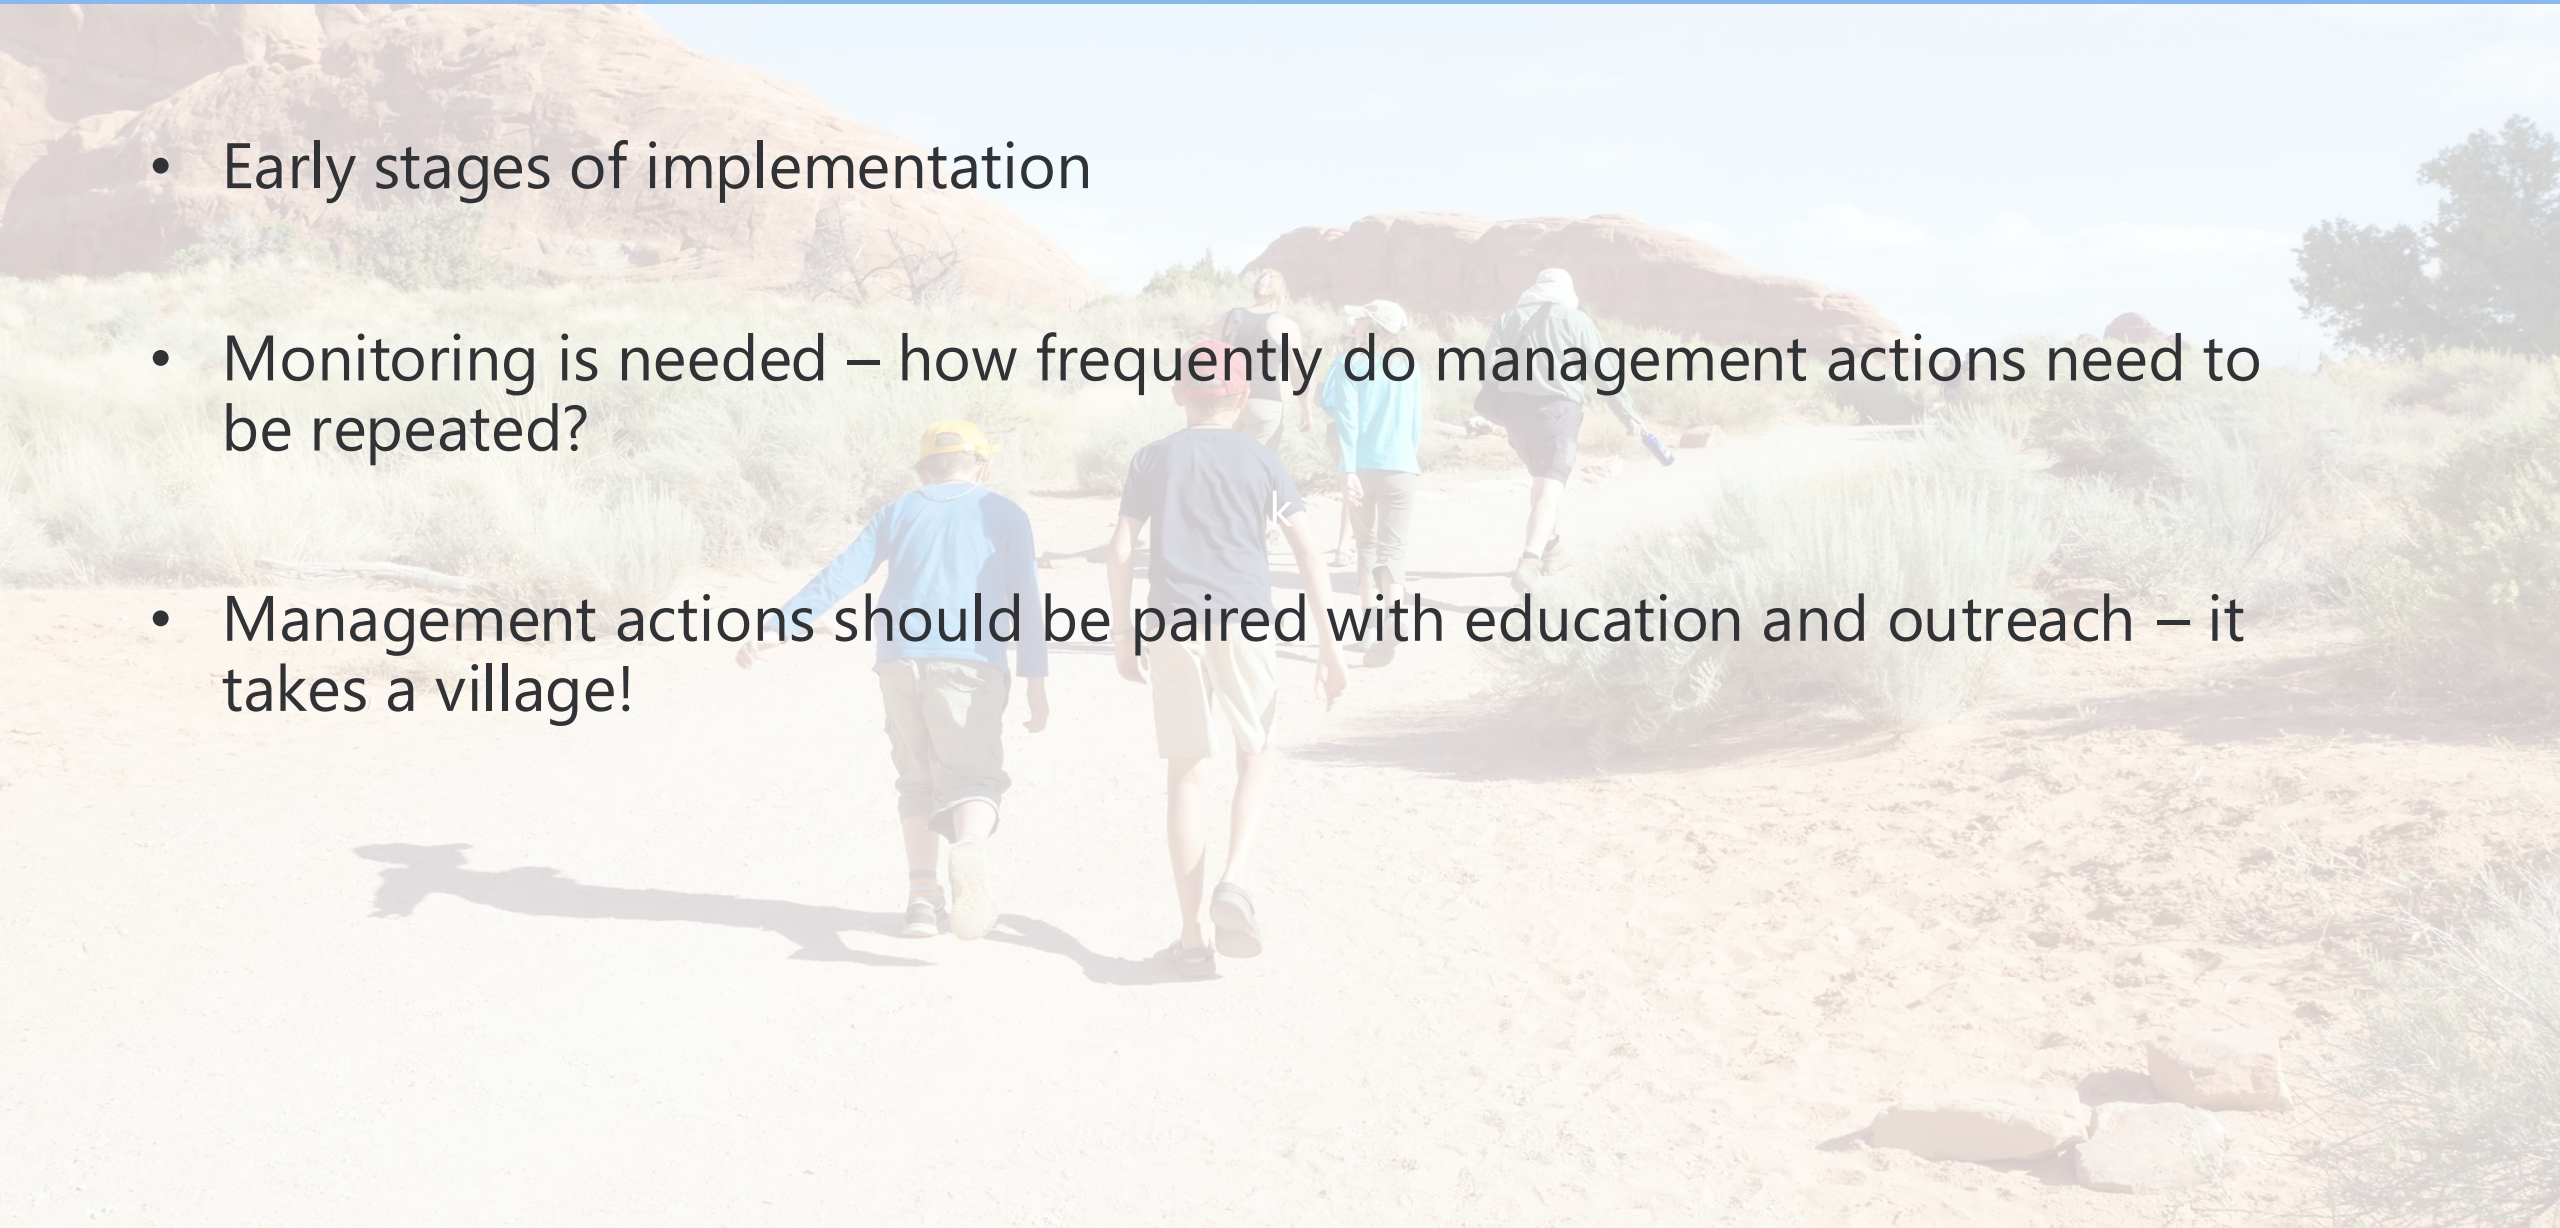 • Early stages of implementation
• Monitoring is needed – how frequently do management actions need to
be repeated?
k
• Management actions should be paired with education and outreach – it
takes a village!